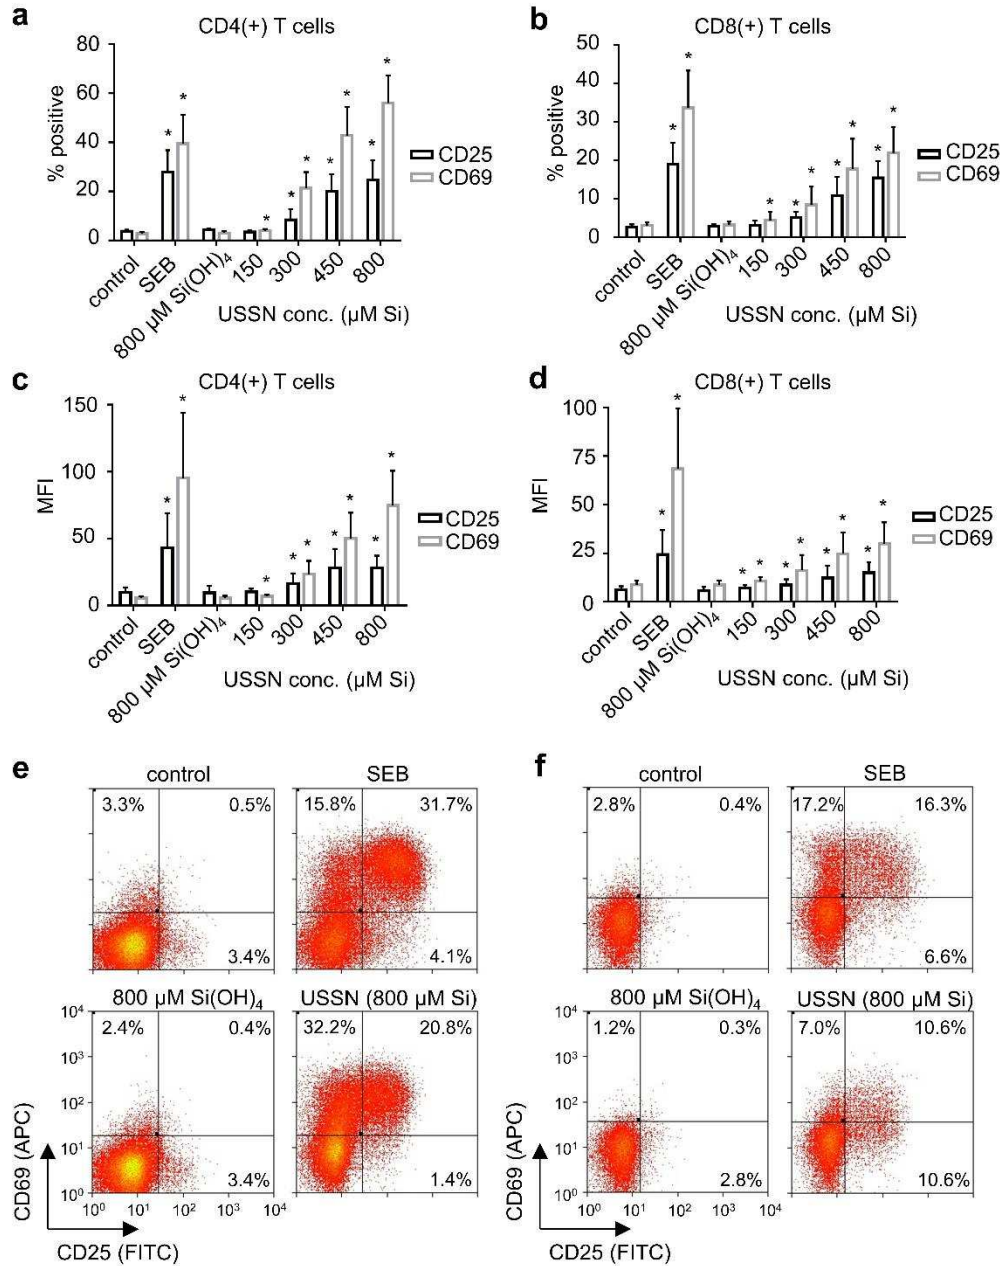 a
CD4(+) T cells
80
60
40
20
0
% positive
* * * * * * * * *
CD25
CD69
control
SEB
800 µM Si(OH)4
150
300
450
800
USSN conc. (µM Si)
b
CD8(+) T cells
50
40
30
20
10
0
% positive
* * * * * * * * *
CD25
CD69
control
SEB
800 µM Si(OH)4
150
300
450
800
USSN conc. (µM Si)
c
CD4(+) T cells
150
100
50
0
MFI
* * * * * * * * *
CD25
CD69
control
SEB
800 µM Si(OH)4
150
300
450
800
USSN conc. (µM Si)
d
CD8(+) T cells
100
75
50
25
0
MFI
* * * * * * * * * *
CD25
CD69
control
SEB
800 µM Si(OH)4
150
300
450
800
USSN conc. (µM Si)
e
control
3.3% 0.5%
3.4%
SEB
15.8% 31.7%
4.1%
800 µM Si(OH)4
2.4% 0.4%
3.4%
USSN (800 µM Si)
32.2% 20.8%
1.4%
10⁴
10³
10²
10¹
10⁰
CD69 (APC)
10⁰ 10¹ 10² 10³ 10⁴
CD25 (FITC)
f
control
2.8% 0.4%
SEB
17.2% 16.3%
6.6%
800 µM Si(OH)4
1.2% 0.3%
2.8%
USSN (800 µM Si)
7.0% 10.6%
10.6%
10⁴
10³
10²
10¹
10⁰
CD69 (APC)
10⁰ 10¹ 10² 10³ 10⁴
CD25 (FITC)